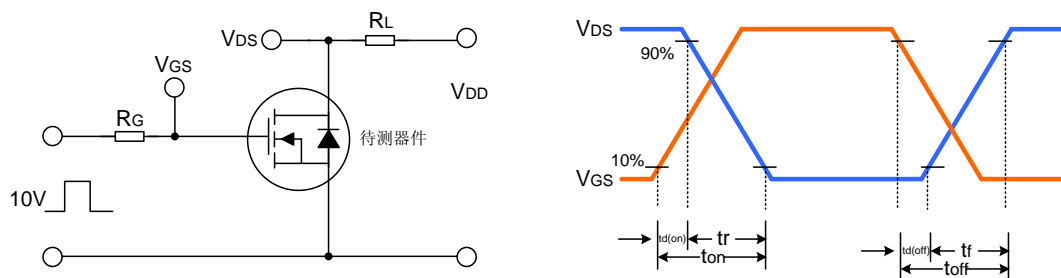 RL
VDS
VGS
VDD
RG
待测器件
10V
VDS
90%
10%
VGS
td(on)
tr
ton
td(off)
tf
toff